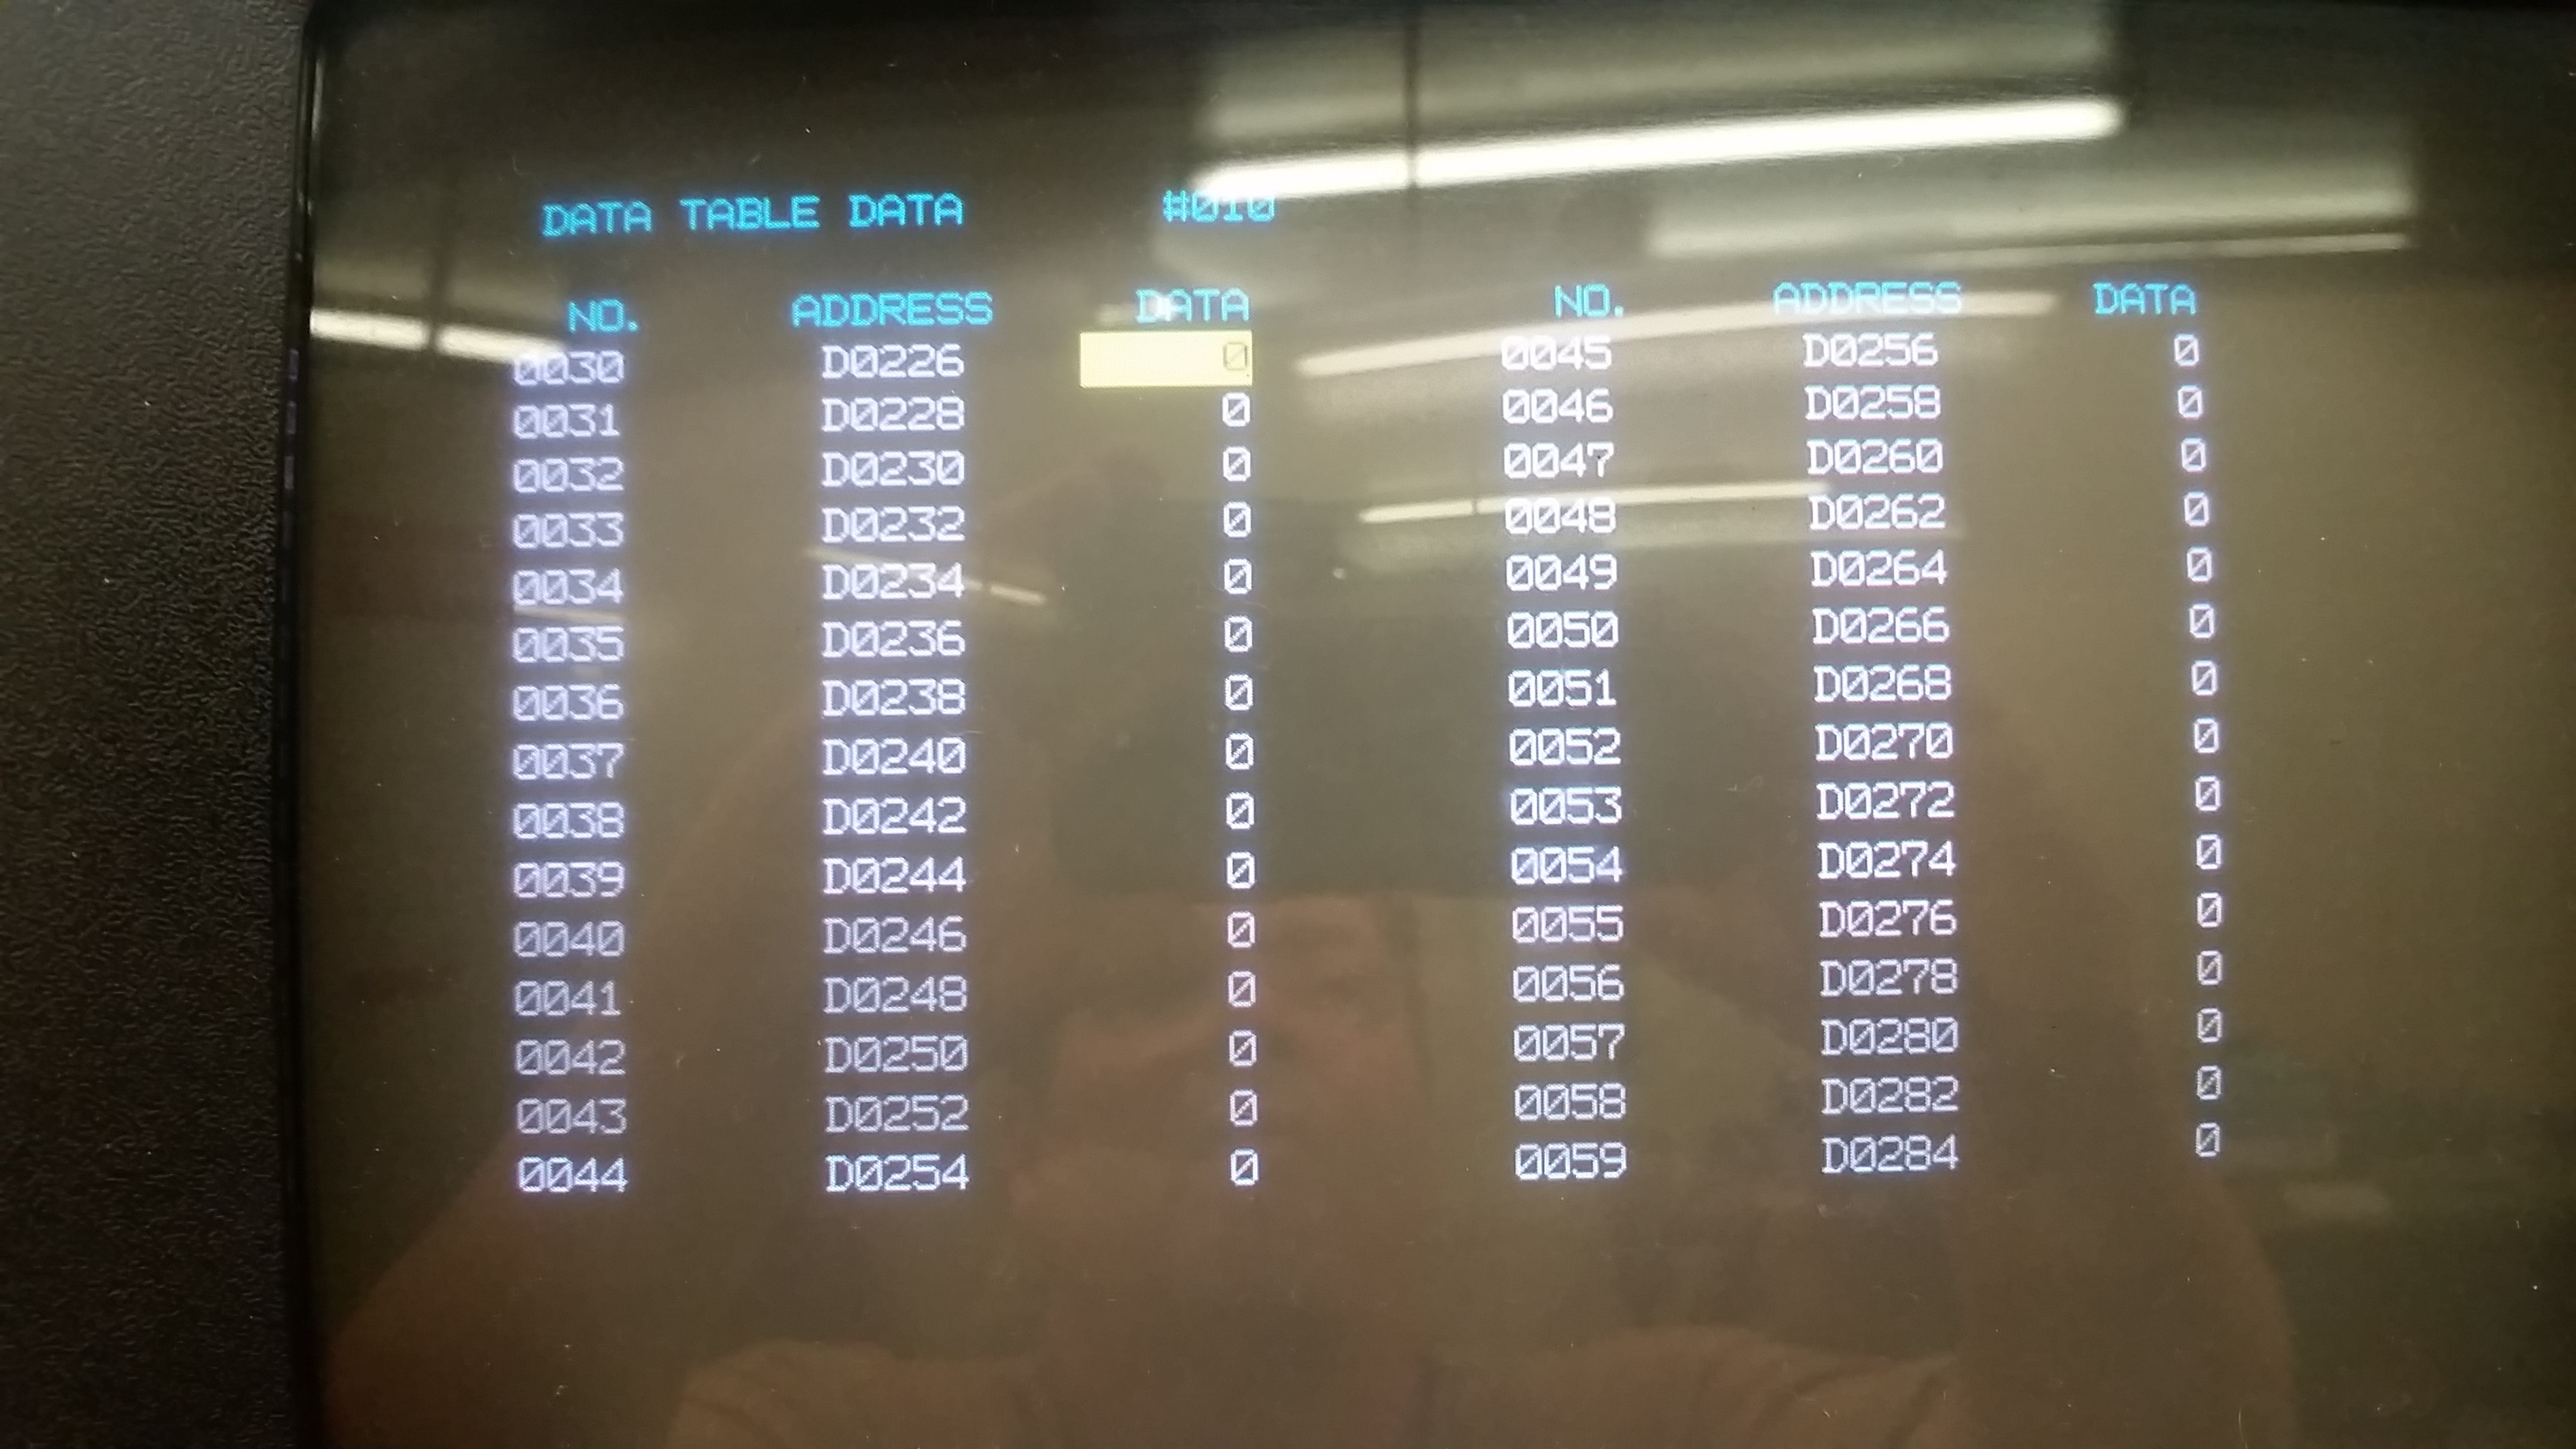 DATA TABLE DATA #010
NO. ADDRESS DATA NO. ADDRESS DATA
0030 D0226 0 0045 D0256 0
0031 D0228 0 0046 D0258 0
0032 D0230 0 0047 D0260 0
0033 D0232 0 0048 D0262 0
0034 D0234 0 0049 D0264 0
0035 D0236 0 0050 D0266 0
0036 D0238 0 0051 D0268 0
0037 D0240 0 0052 D0270 0
0038 D0242 0 0053 D0272 0
0039 D0244 0 0054 D0274 0
0040 D0246 0 0055 D0276 0
0041 D0248 0 0056 D0278 0
0042 D0250 0 0057 D0280 0
0043 D0252 0 0058 D0282 0
0044 D0254 0 0059 D0284 0